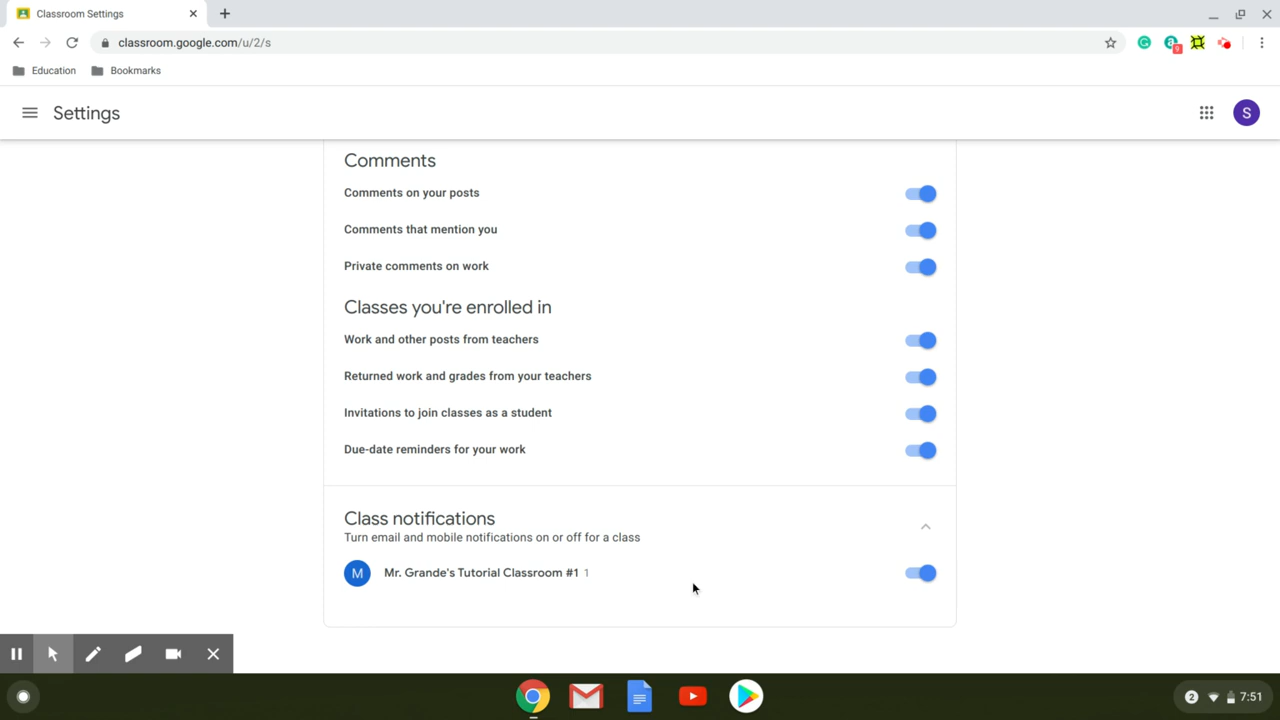 Classroom Settings
classroom.google.com/u/2/s
9
Education
Bookmarks
Settings
S
Comments
Comments on your posts
Comments that mention you
Private comments on work
Classes you're enrolled in
Work and other posts from teachers
Returned work and grades from your teachers
Invitations to join classes as a student
Due-date reminders for your work
Class notifications
Turn email and mobile notifications on or off for a class
M Mr. Grande's Tutorial Classroom #1 1
2 7:51